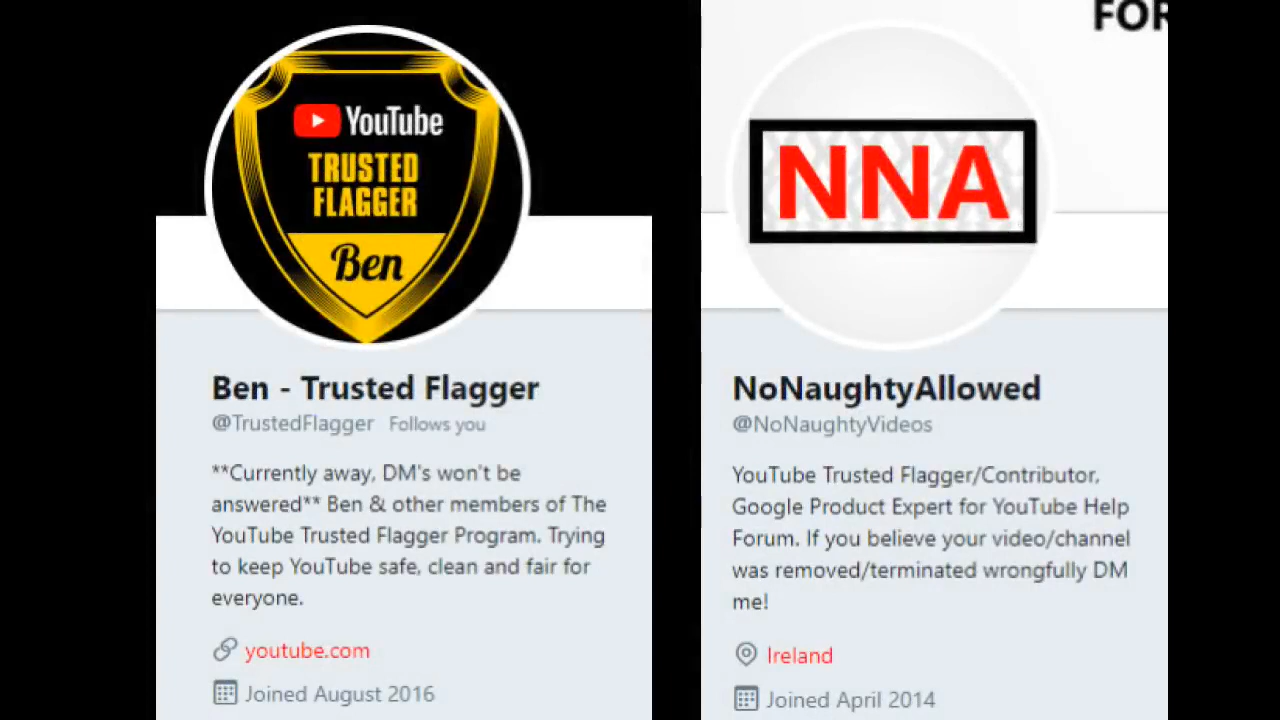 YouTube
TRUSTED
FLAGGER
Ben
Ben - Trusted Flagger
@TrustedFlagger Follows you
**Currently away, DM's won't be
answered** Ben & other members of The
YouTube Trusted Flagger Program. Trying
to keep YouTube safe, clean and fair for
everyone.
youtube.com
Joined August 2016
FOR
NNA
NoNaughtyAllowed
@NoNaughtyVideos
YouTube Trusted Flagger/Contributor,
Google Product Expert for YouTube Help
Forum. If you believe your video/channel
was removed/terminated wrongfully DM
me!
Ireland
Joined April 2014